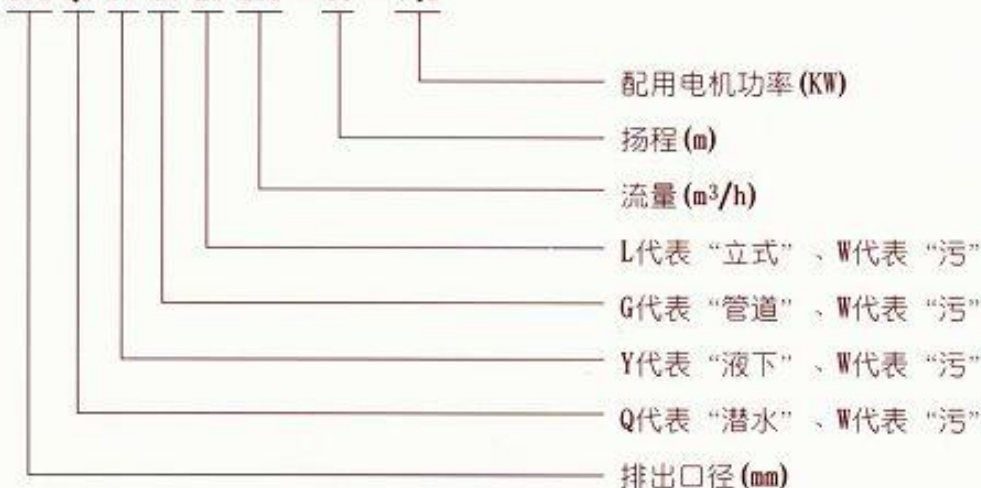 配用电机功率(KW)
扬程(m)
流量(m³/h)
L代表 “立式” 、W代表 “污”
G代表 “管道” 、W代表 “污”
Y代表 “液下” 、W代表 “污”
Q代表 “潜水” 、W代表 “污”
排出口径(mm)